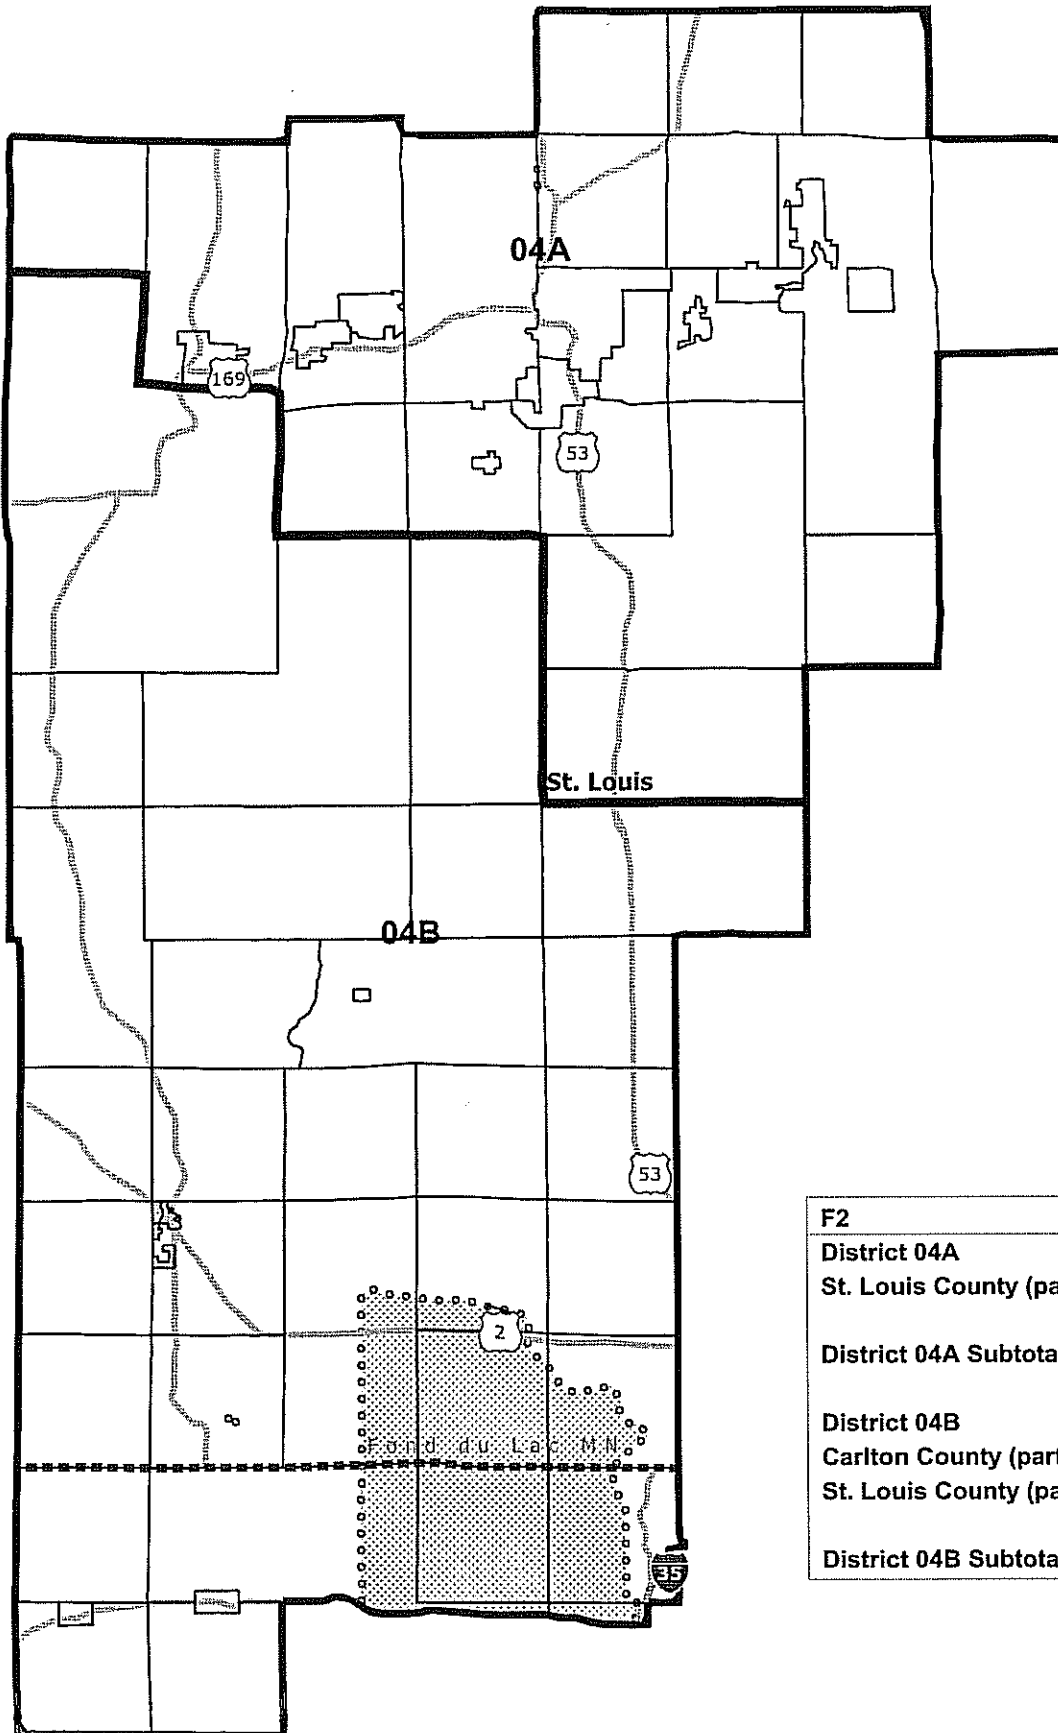 04A
169
53
St. Louis
04B
53
2
Fond du Lac MN
35
F2
District 04A
St. Louis County (pa
District 04A Subtota
District 04B
Carlton County (part
St. Louis County (pa
District 04B Subtota